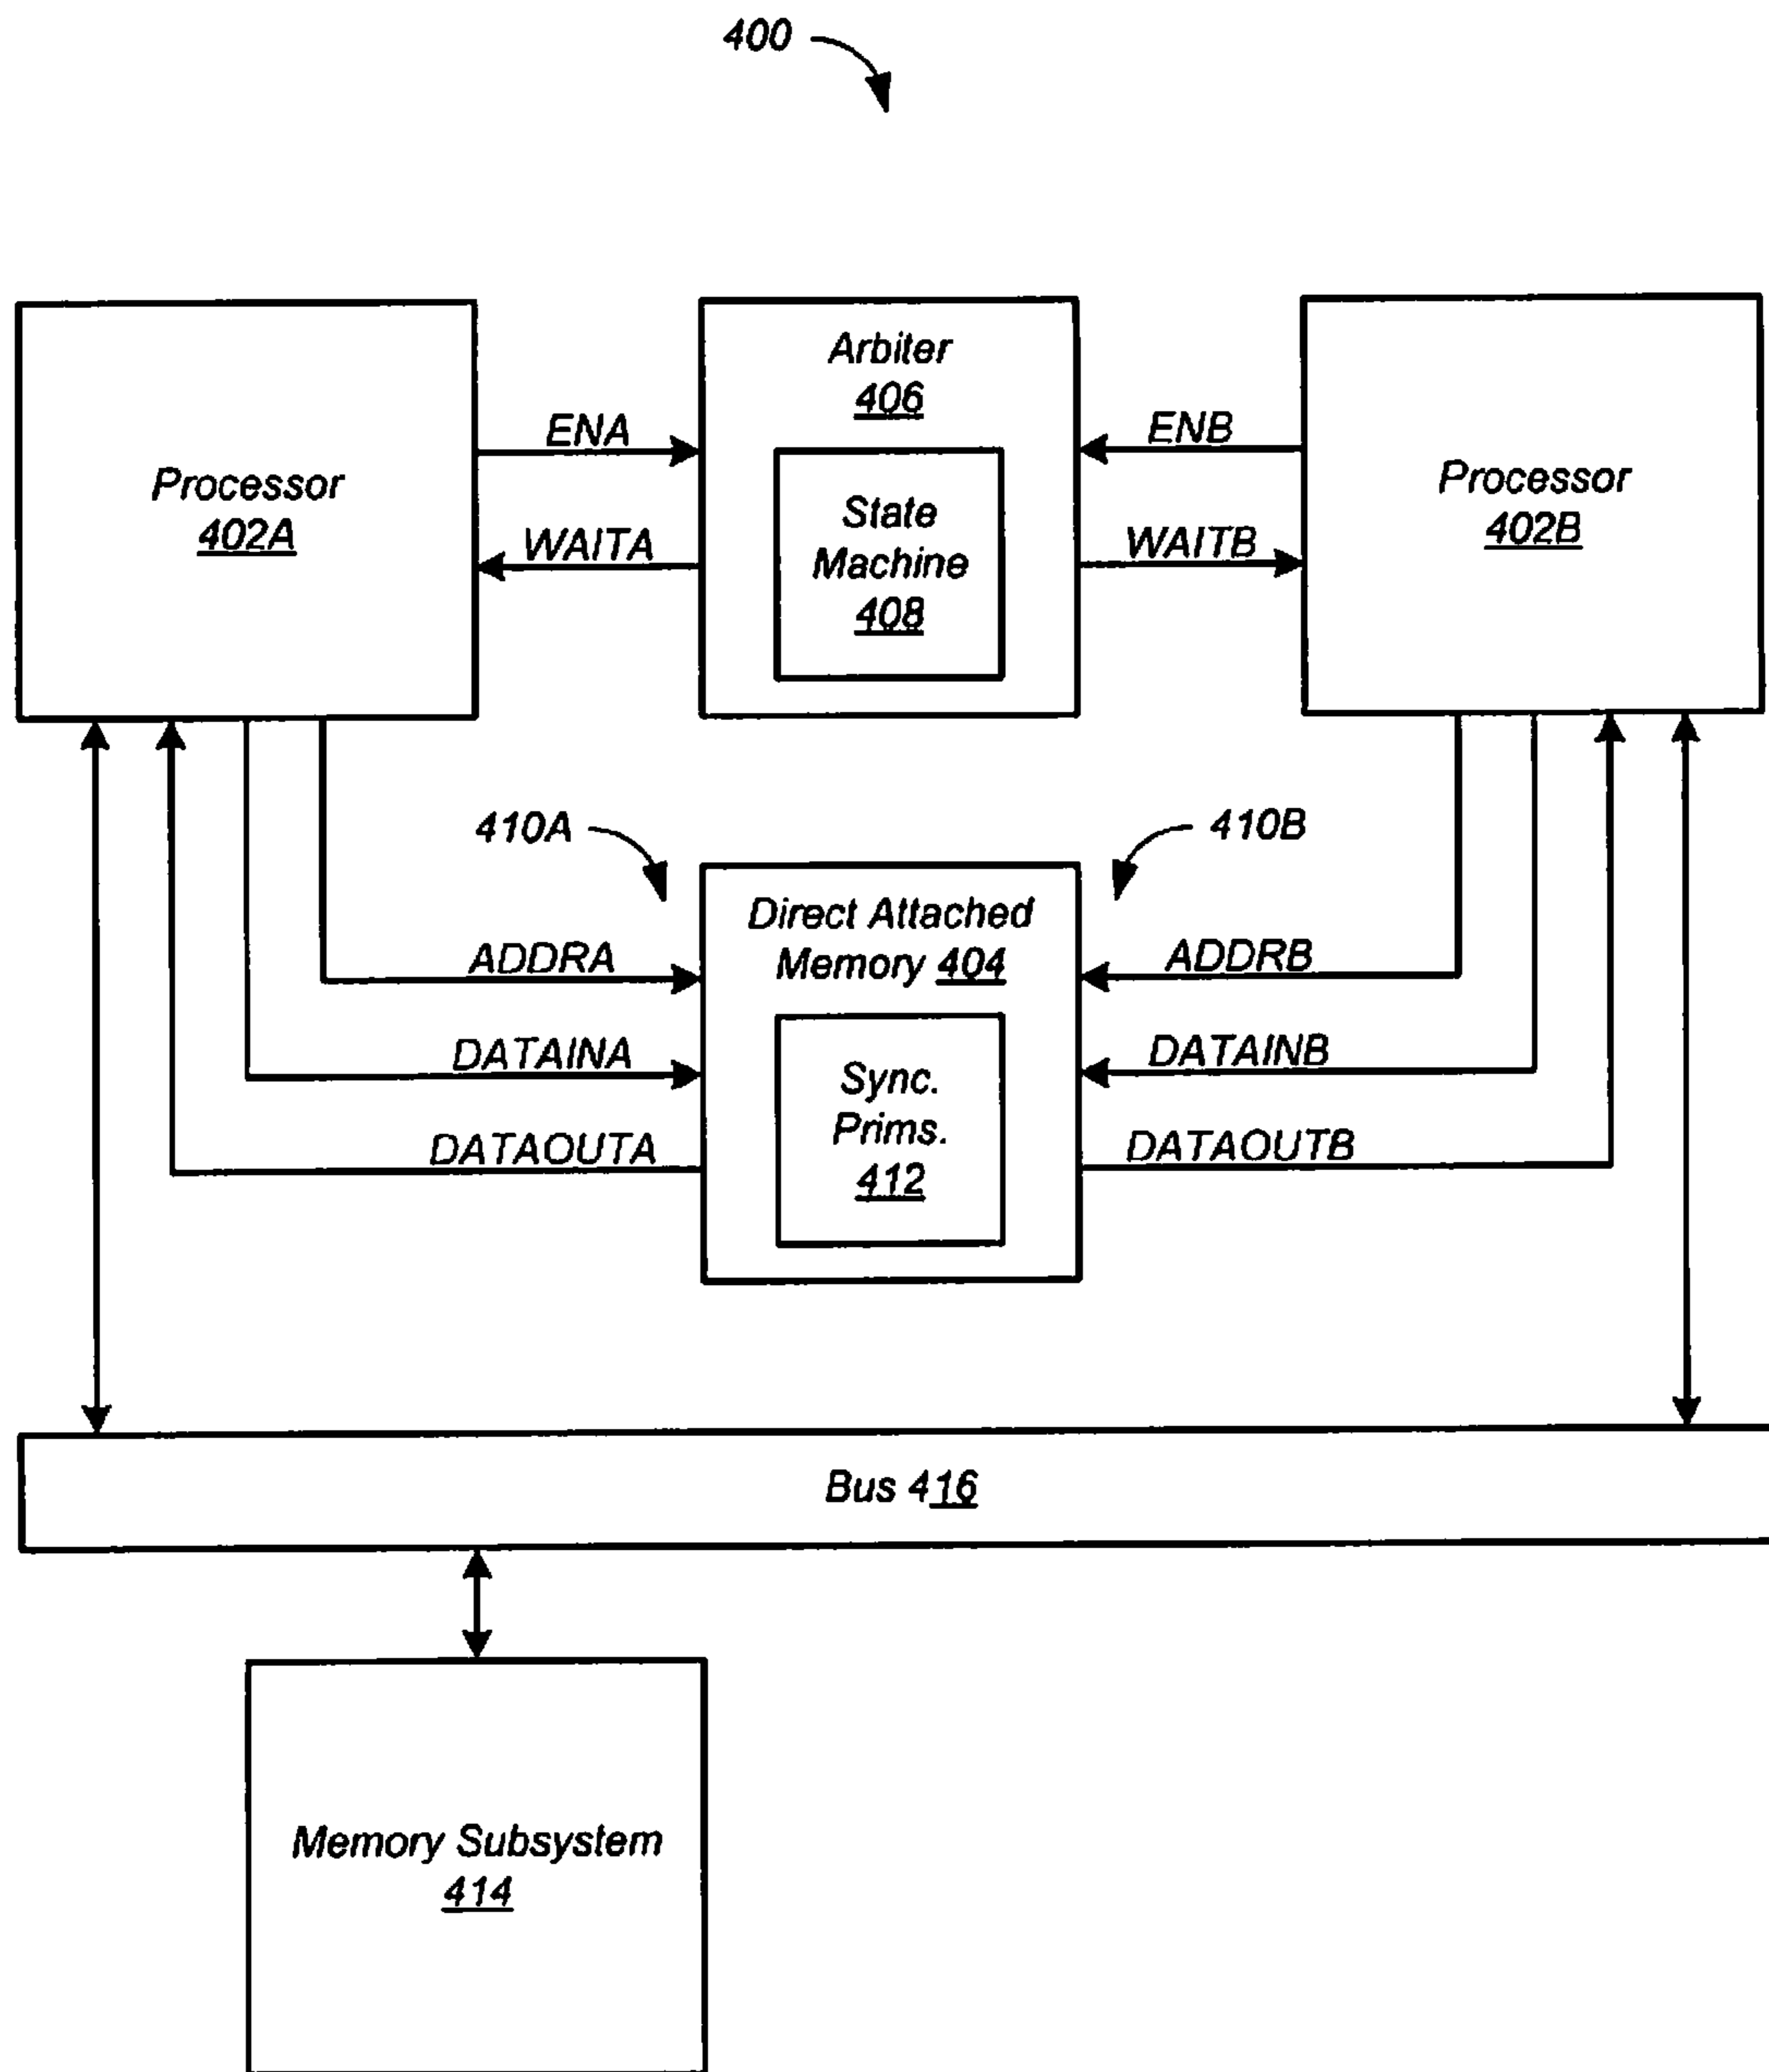 400
Processor
402A
ENA
WAITA
Arbiter
406
State
Machine
408
ENB
WAITB
Processor
402B
410A
410B
ADDRA
DATAINA
DATAOUTA
Direct Attached
Memory 404
Sync.
Prims.
412
ADDRB
DATAINB
DATAOUTB
Bus 416
Memory Subsystem
414